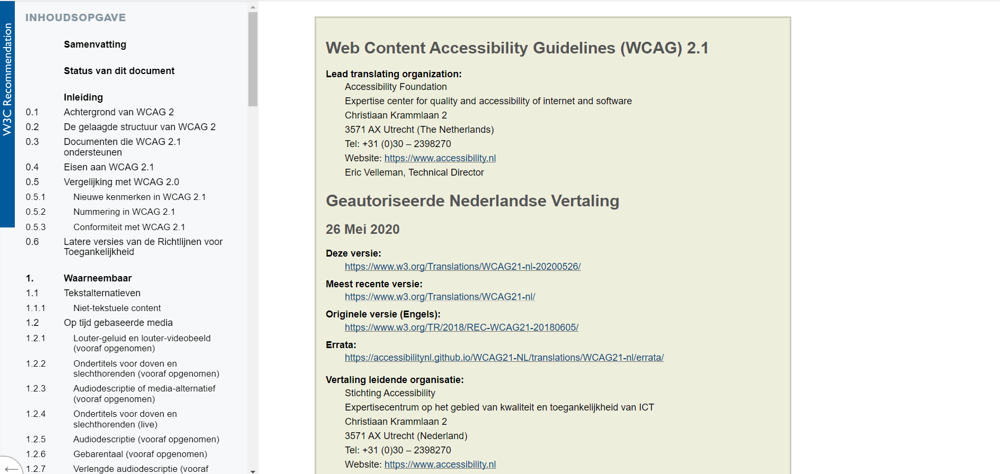 W3C Recommendation
INHOUDSOPGAVE
Samenvatting
Status van dit document
Inleiding
0.1 Achtergrond van WCAG 2
0.2 De gelaagde structuur van WCAG 2
0.3 Documenten die WCAG 2.1
ondersteunen
0.4 Eisen aan WCAG 2.1
0.5 Vergelijking met WCAG 2.0
0.5.1 Nieuwe kenmerken in WCAG 2.1
0.5.2 Nummering in WCAG 2.1
0.5.3 Conformiteit met WCAG 2.1
0.6 Latere versies van de Richtlijnen voor
Toegankelijkheid
1. Waarneembaar
1.1 Tekstalternatieven
1.1.1 Niet-tekstuele content
1.2 Op tijd gebaseerde media
1.2.1 Louter-geluid en louter-videobeeld
(vooraf opgenomen)
1.2.2 Ondertitels voor doven en
slechthorenden (vooraf opgenomen)
1.2.3 Audiodescriptie of media-alternatief
(vooraf opgenomen)
1.2.4 Ondertitels voor doven en
slechthorenden (live)
1.2.5 Audiodescriptie (vooraf opgenomen)
1.2.6 Gebarentaal (vooraf opgenomen)
1.2.7 Verlengde audiodescriptie (vooraf
Web Content Accessibility Guidelines (WCAG) 2.1
Lead translating organization:
Accessibility Foundation
Expertise center for quality and accessibility of internet and software
Christiaan Krammlaan 2
3571 AX Utrecht (The Netherlands)
Tel: +31 (0)30 – 2398270
Website: https://www.accessibility.nl
Eric Velleman, Technical Director
Geautoriseerde Nederlandse Vertaling
26 Mei 2020
Deze versie:
https://www.w3.org/Translations/WCAG21-nl-20200526/
Meest recente versie:
https://www.w3.org/Translations/WCAG21-nl/
Originele versie (Engels):
https://www.w3.org/TR/2018/REC-WCAG21-20180605/
Errata:
https://accessibilitynl.github.io/WCAG21-NL/translations/WCAG21-nl/errata/
Vertaling leidende organisatie:
Stichting Accessibility
Expertisecentrum op het gebied van kwaliteit en toegankelijkheid van ICT
Christiaan Krammlaan 2
3571 AX Utrecht (Nederland)
Tel: +31 (0)30 – 2398270
Website: https://www.accessibility.nl